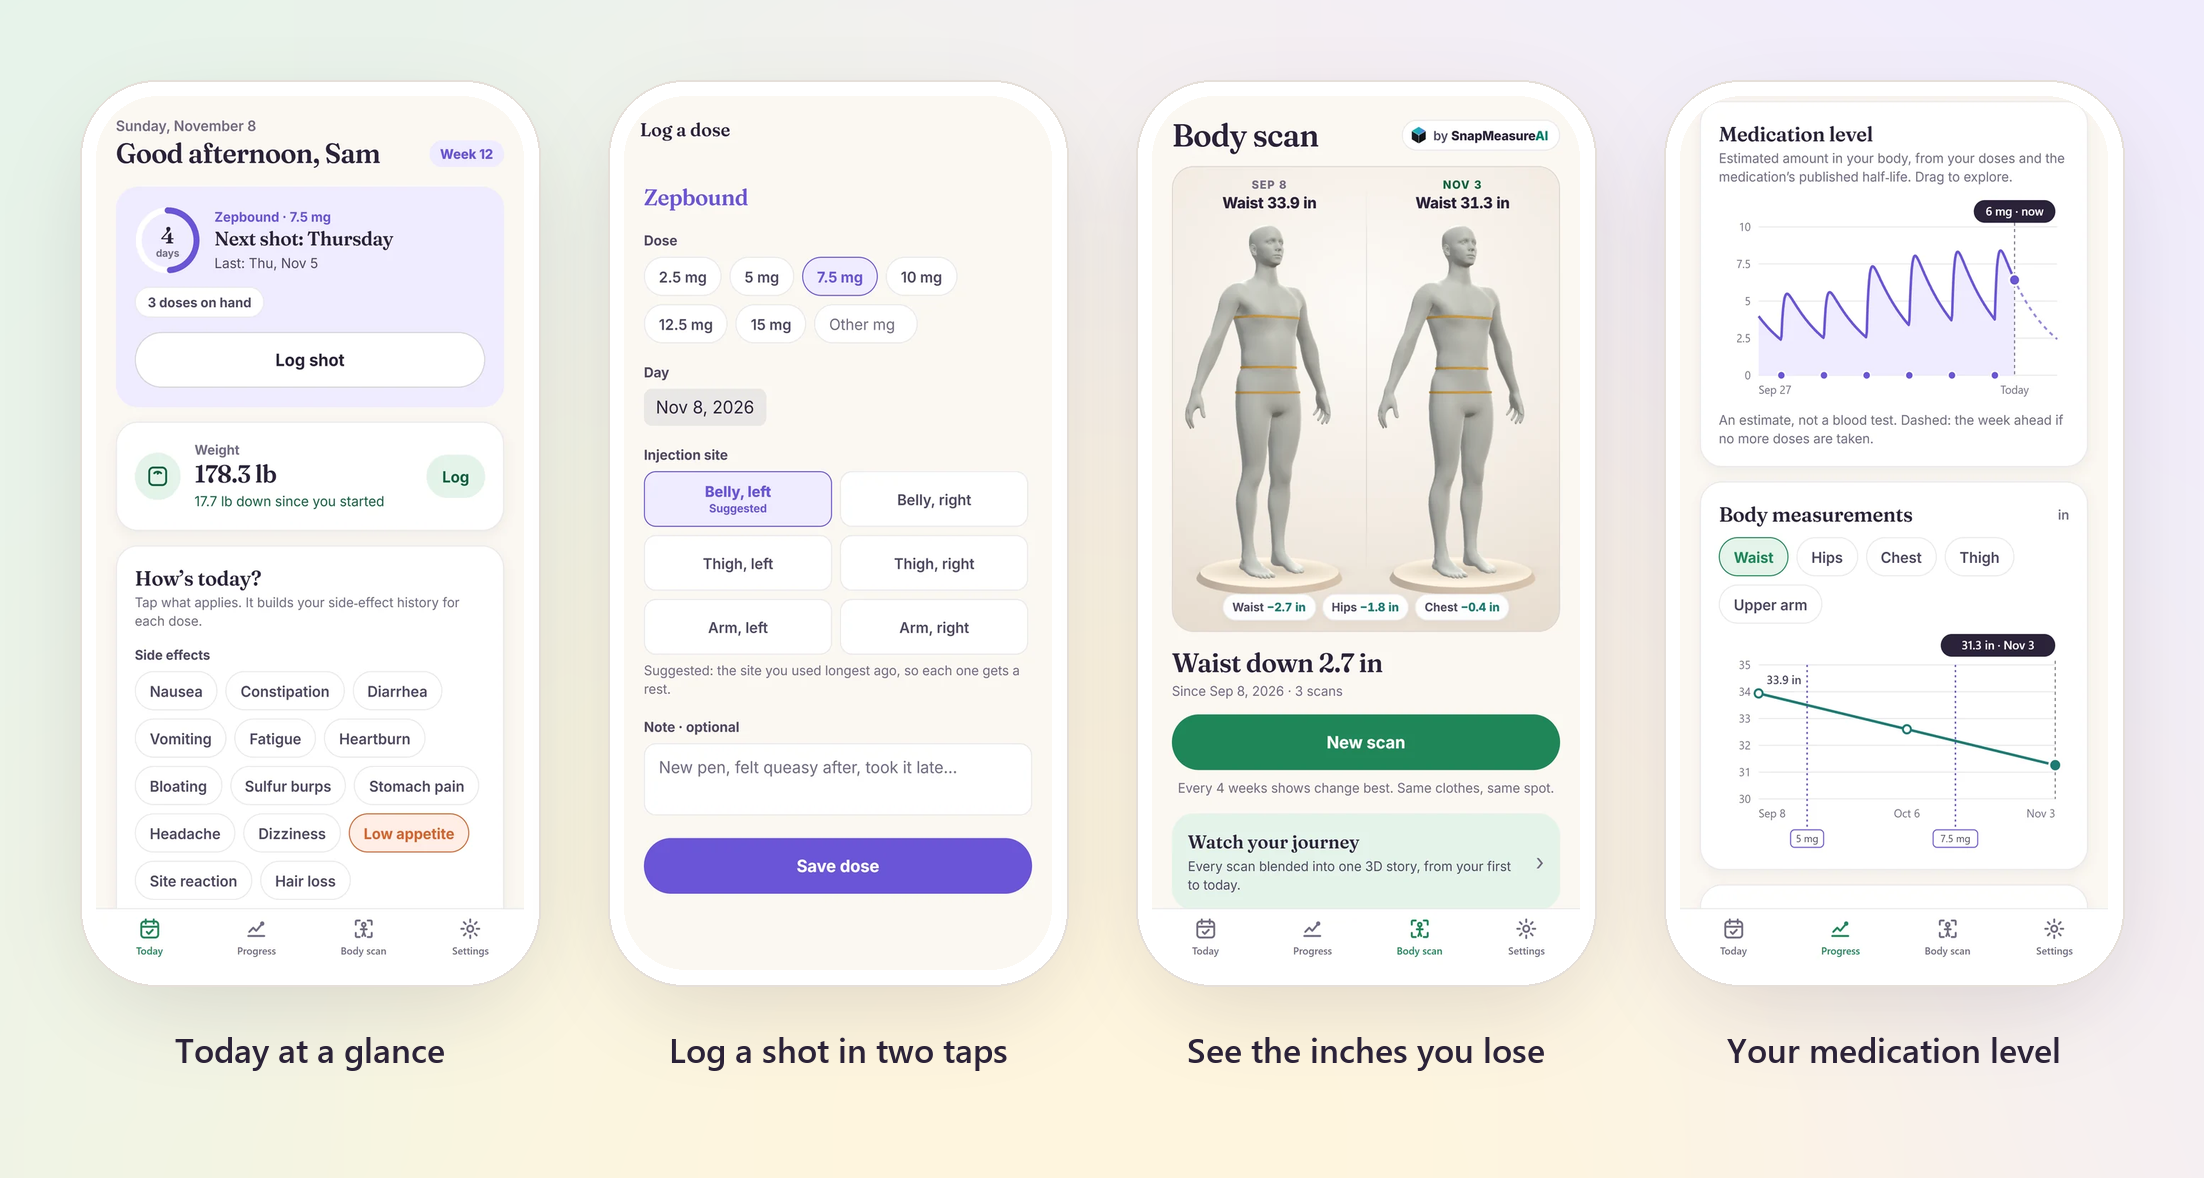 Sunday, November 8
Good afternoon, Sam
Week 12
4
days
Zepbound · 7.5 mg
Next shot: Thursday
Last: Thu, Nov 5
3 doses on hand
Log shot
Weight
178.3 lb
17.7 lb down since you started
Log
How's today?
Tap what applies. It builds your side-effect history for
each dose.
Side effects
Nausea
Constipation
Diarrhea
Vomiting
Fatigue
Heartburn
Bloating
Sulfur burps
Stomach pain
Headache
Dizziness
Low appetite
Site reaction
Hair loss
Today
Progress
Body scan
Settings
Today at a glance
Log a dose
Zepbound
Dose
2.5 mg
5 mg
7.5 mg
10 mg
12.5 mg
15 mg
Other mg
Day
Nov 8, 2026
Injection site
Belly, left
Suggested
Belly, right
Thigh, left
Thigh, right
Arm, left
Arm, right
Suggested: the site you used longest ago, so each one gets a
rest.
Note · optional
New pen, felt queasy after, took it late...
Save dose
Log a shot in two taps
Body scan
by SnapMeasureAI
SEP 8
Waist 33.9 in
NOV 3
Waist 31.3 in
Waist −2.7 in
Hips −1.8 in
Chest −0.4 in
Waist down 2.7 in
Since Sep 8, 2026 · 3 scans
New scan
Every 4 weeks shows change best. Same clothes, same spot.
Watch your journey
Every scan blended into one 3D story, from your first
to today.
Today
Progress
Body scan
Settings
See the inches you lose
Medication level
Estimated amount in your body, from your doses and the
medication's published half-life. Drag to explore.
6 mg · now
10
7.5
5
2.5
0
Sep 27
Today
An estimate, not a blood test. Dashed: the week ahead if
no more doses are taken.
Body measurements
in
Waist
Hips
Chest
Thigh
Upper arm
31.3 in · Nov 3
35
33.9 in
34
33
32
31
30
Sep 8
Oct 6
Nov 3
5 mg
7.5 mg
Today
Progress
Body scan
Settings
Your medication level